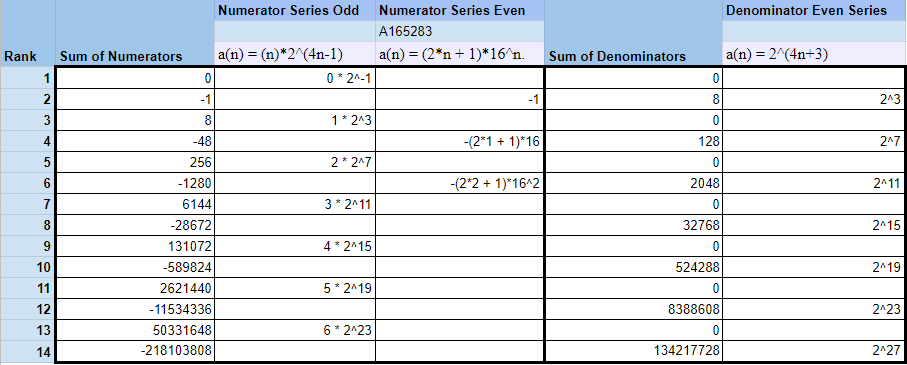 Numerator Series Odd Numerator Series Even Denominator Even Series
A165283
Rank Sum of Numerators a(n) = (n)*2^(4n-1) a(n) = (2*n + 1)*16^n. Sum of Denominators a(n) = 2^(4n+3)
1 0 0 * 2^-1 0
2 -1 -1 8 2^3
3 8 1 * 2^3 0
4 -48 -(2*1 + 1)*16 128 2^7
5 256 2 * 2^7 0
6 -1280 -(2*2 + 1)*16^2 2048 2^11
7 6144 3 * 2^11 0
8 -28672 32768 2^15
9 131072 4 * 2^15 0
10 -589824 524288 2^19
11 2621440 5 * 2^19 0
12 -11534336 8388608 2^23
13 50331648 6 * 2^23 0
14 -218103808 134217728 2^27